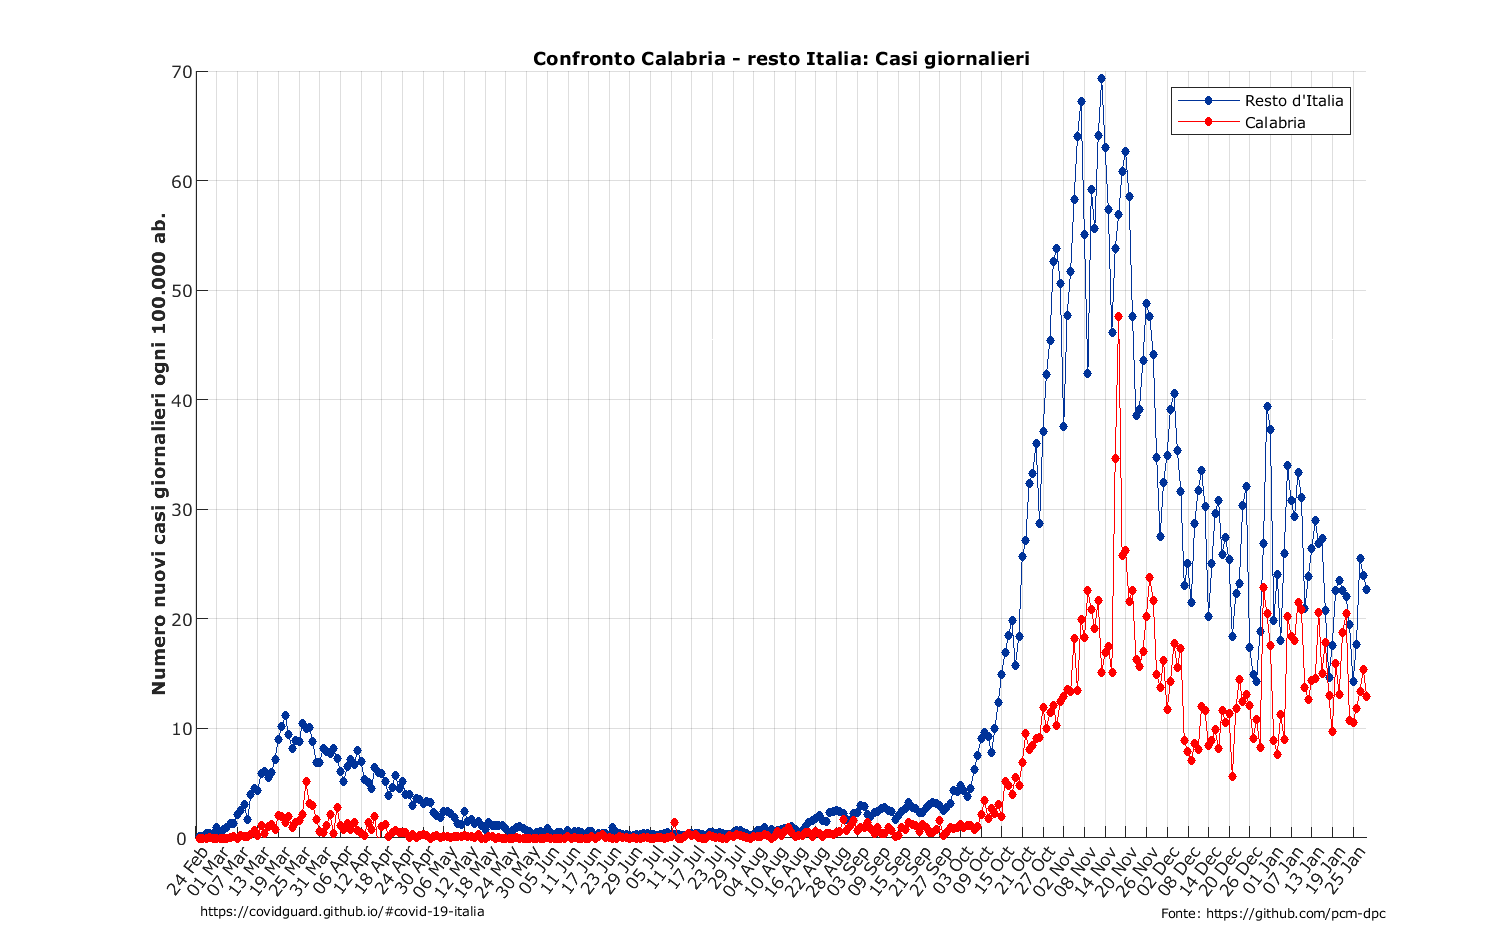 Confronto Calabria - resto Italia: Casi giornalieri
Resto d'Italia
Calabria
Numero nuovi casi giornalieri ogni 100.000 ab.
70
60
50
40
30
20
10
0
24 Feb
01 Mar
07 Mar
13 Mar
19 Mar
25 Mar
31 Mar
06 Apr
12 Apr
18 Apr
24 Apr
30 Apr
06 May
12 May
18 May
24 May
30 May
05 Jun
11 Jun
17 Jun
23 Jun
29 Jun
05 Jul
11 Jul
17 Jul
23 Jul
29 Jul
04 Aug
10 Aug
16 Aug
22 Aug
28 Aug
03 Sep
09 Sep
15 Sep
21 Sep
27 Sep
03 Oct
09 Oct
15 Oct
21 Oct
27 Oct
02 Nov
08 Nov
14 Nov
20 Nov
26 Nov
02 Dec
08 Dec
14 Dec
20 Dec
26 Dec
01 Jan
07 Jan
13 Jan
19 Jan
25 Jan
https://covidguard.github.io/#covid-19-italia
Fonte: https://github.com/pcm-dpc